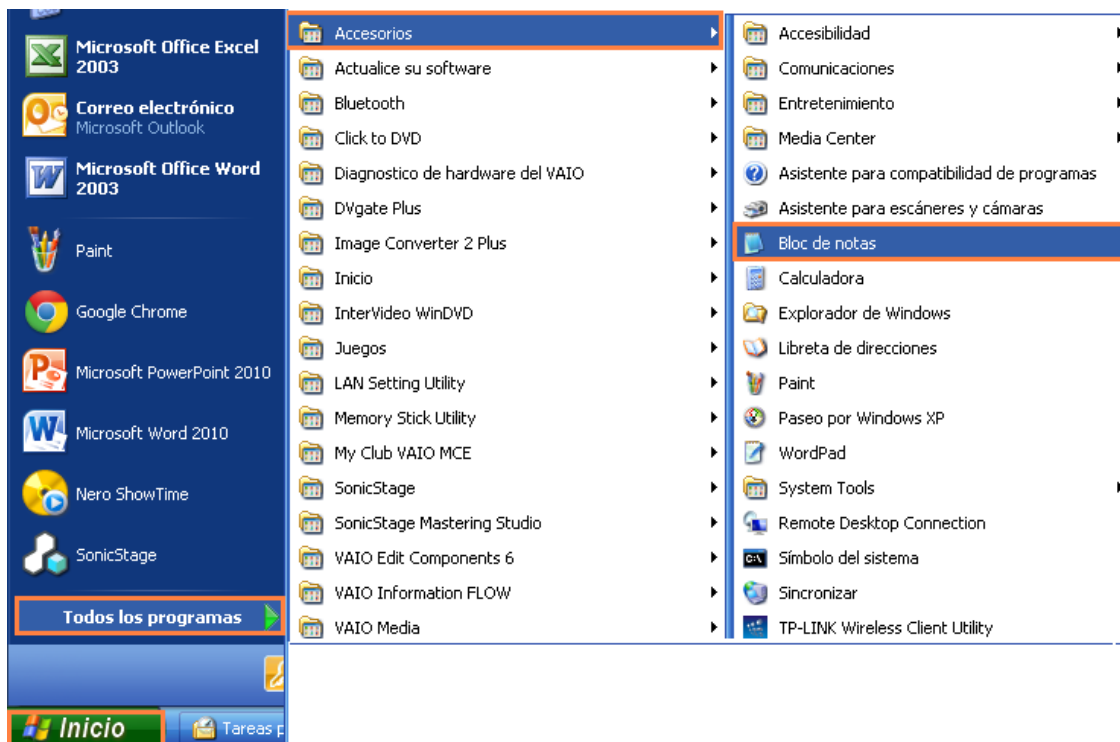 Microsoft Office Excel
2003
Correo electrónico
Microsoft Outlook
Microsoft Office Word
2003
Paint
Google Chrome
Microsoft PowerPoint 2010
Microsoft Word 2010
Nero ShowTime
SonicStage
Todos los programas
Inicio
Tareas p
Accesorios
Actualice su software
Bluetooth
Click to DVD
Diagnostico de hardware del VAIO
DVgate Plus
Image Converter 2 Plus
Inicio
InterVideo WinDVD
Juegos
LAN Setting Utility
Memory Stick Utility
My Club VAIO MCE
SonicStage
SonicStage Mastering Studio
VAIO Edit Components 6
VAIO Information FLOW
VAIO Media
Accesibilidad
Comunicaciones
Entretenimiento
Media Center
Asistente para compatibilidad de programas
Asistente para escáneres y cámaras
Bloc de notas
Calculadora
Explorador de Windows
Libreta de direcciones
Paint
Paseo por Windows XP
WordPad
System Tools
Remote Desktop Connection
Símbolo del sistema
Sincronizar
TP-LINK Wireless Client Utility